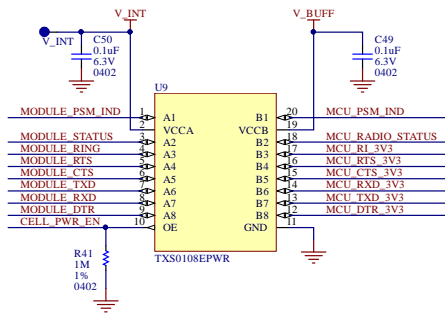 V_INT
V_BUFF
V_INT
C50
0.1uF
6.3V
0402
C49
0.1uF
6.3V
0402
U9
MODULE_PSM_IND 1 A1 B1 20 MCU_PSM_IND
2 VCCA VCCB 19
MODULE_STATUS 3 A2 B2 18 MCU_RADIO_STATUS
MODULE_RING 4 A3 B3 17 MCU_RI_3V3
MODULE_RTS 5 A4 B4 16 MCU_RTS_3V3
MODULE_CTS 6 A5 B5 15 MCU_CTS_3V3
MODULE_TXD 7 A6 B6 14 MCU_RXD_3V3
MODULE_RXD 8 A7 B7 13 MCU_TXD_3V3
MODULE_DTR 9 A8 B8 12 MCU_DTR_3V3
CELL_PWR_EN 10 OE GND 11
TXS0108EPWR
R41
1M
1%
0402